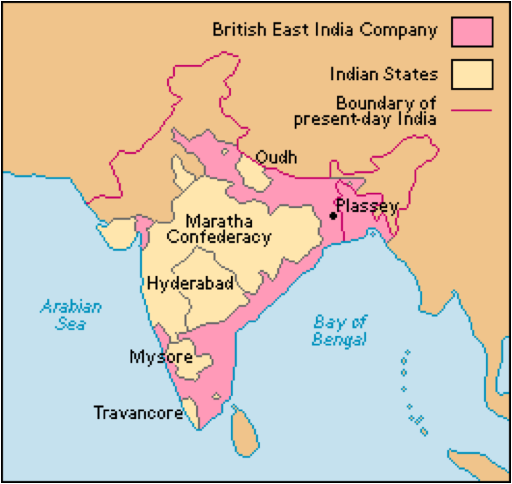 British East India Company
Indian States
Boundary of
present-day India
Oudh
Plassey
Maratha
Confederacy
Hyderabad
Arabian
Sea
Bay of
Bengal
Mysore
Travancore